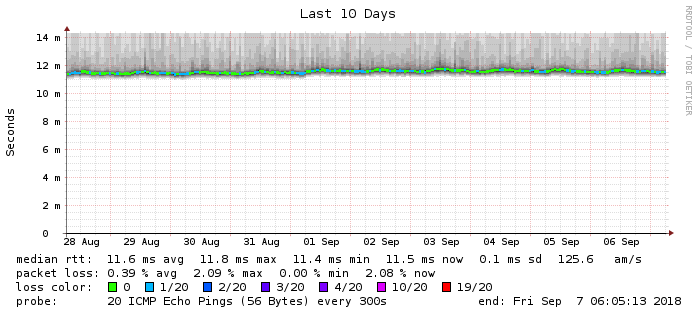 Last 10 Days
RRDTOOL / TOBI OETIKER
Seconds
14 m
12 m
10 m
8 m
6 m
4 m
2 m
0
28 Aug 29 Aug 30 Aug 31 Aug 01 Sep 02 Sep 03 Sep 04 Sep 05 Sep 06 Sep
median rtt: 11.6 ms avg 11.8 ms max 11.4 ms min 11.5 ms now 0.1 ms sd 125.6 am/s
packet loss: 0.39 % avg 2.09 % max 0.00 % min 2.08 % now
loss color: 0 1/20 2/20 3/20 4/20 10/20 19/20
probe: 20 ICMP Echo Pings (56 Bytes) every 300s end: Fri Sep 7 06:05:13 2018